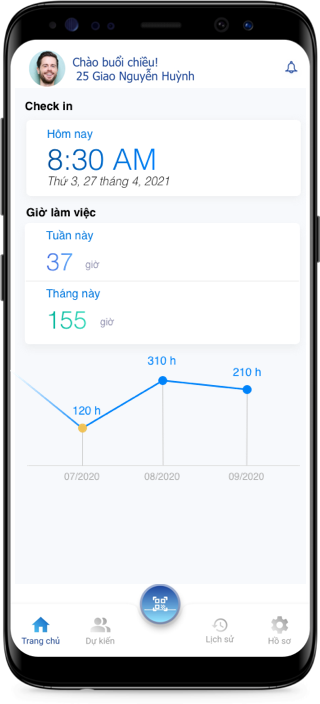 Chào buổi chiều!
25 Giao Nguyễn Huỳnh
Check in
Hôm nay
8:30 AM
Thứ 3, 27 tháng 4, 2021
Giờ làm việc
Tuần này
37 giờ
Tháng này
155 giờ
310 h
210 h
120 h
07/2020 08/2020 09/2020
Trang chủ Dự kiến Lịch sử Hồ sơ